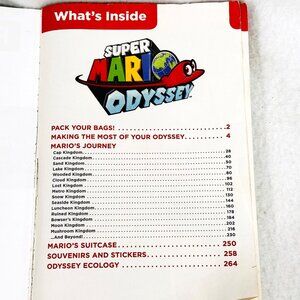 What's Inside
SUPER
MARIO
ODYSSEY
PACK YOUR BAGS! 2
MAKING THE MOST OF YOUR ODYSSEY 4
MARIO'S JOURNEY
Cap Kingdom 28
Cascade Kingdom 40
Sand Kingdom 50
Lake Kingdom 70
Wooded Kingdom 80
Cloud Kingdom 96
Lost Kingdom 102
Metro Kingdom 112
Snow Kingdom 130
Seaside Kingdom 144
Luncheon Kingdom 160
Ruined Kingdom 178
Bowser's Kingdom 184
Moon Kingdom 202
Mushroom Kingdom 216
...And Beyond! 230
MARIO'S SUITCASE 250
SOUVENIRS AND STICKERS 258
ODYSSEY ECOLOGY 264